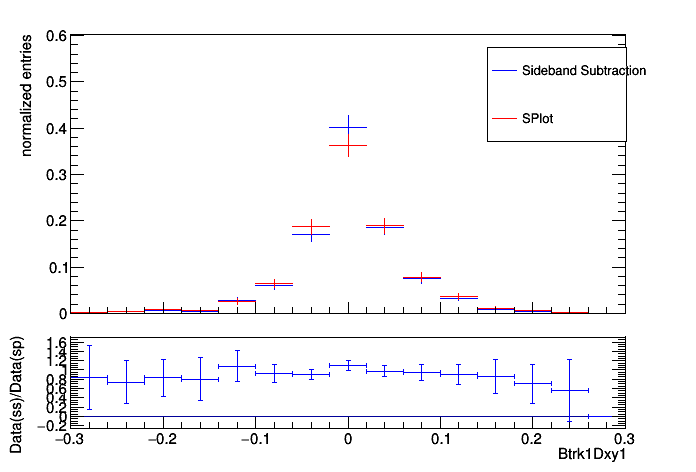 0.6
0.5
0.4
0.3
0.2
0.1
0
normalized entries
Sideband Subtraction
SPlot
1.6
1.4
1.2
1
0.8
0.6
0.4
0.2
0
−0.2
Data(ss)/Data(sp)
−0.3 −0.2 −0.1 0 0.1 0.2 0.3
Btrk1Dxy1